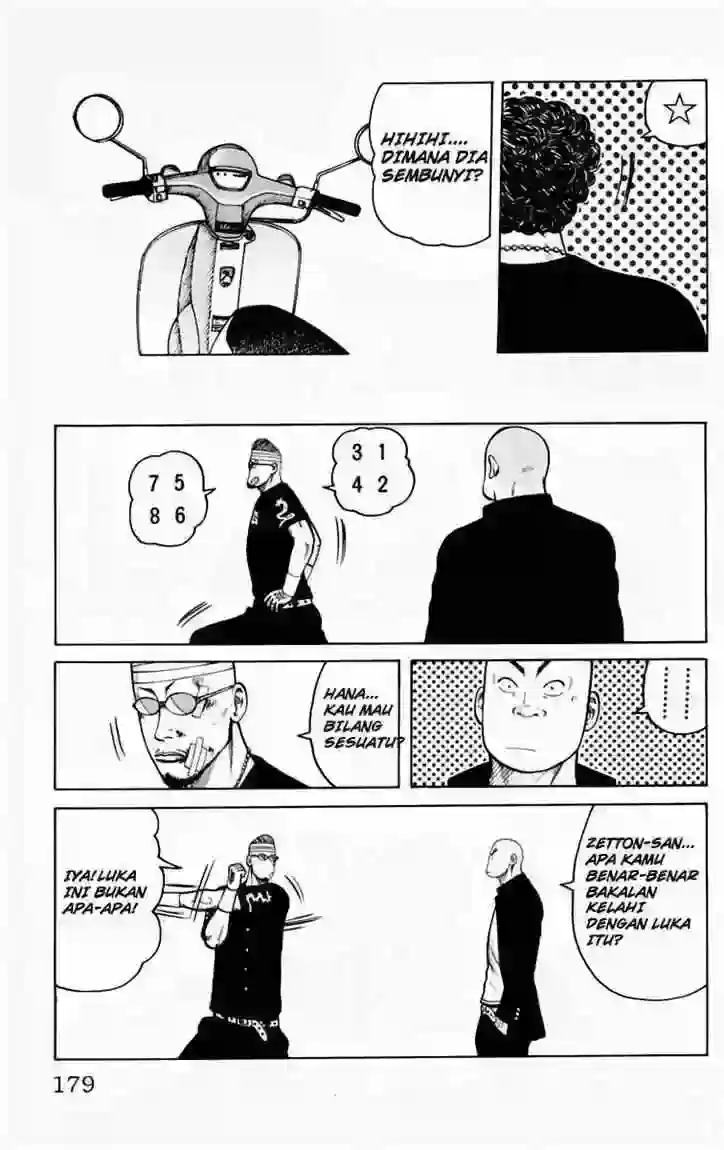 ☆
HIHIHI....
DIMANA DIA
SEMBUNYI?
3 1
4 2
7 5
8 6
......
HANA...
KAU MAU
BILANG
SESUATU?
ZETTON-SAN...
APA KAMU
BENAR-BENAR
BAKALAN
KELAHI
DENGAN LUKA
ITU?
IYA! LUKA
INI BUKAN
APA-APA!
179